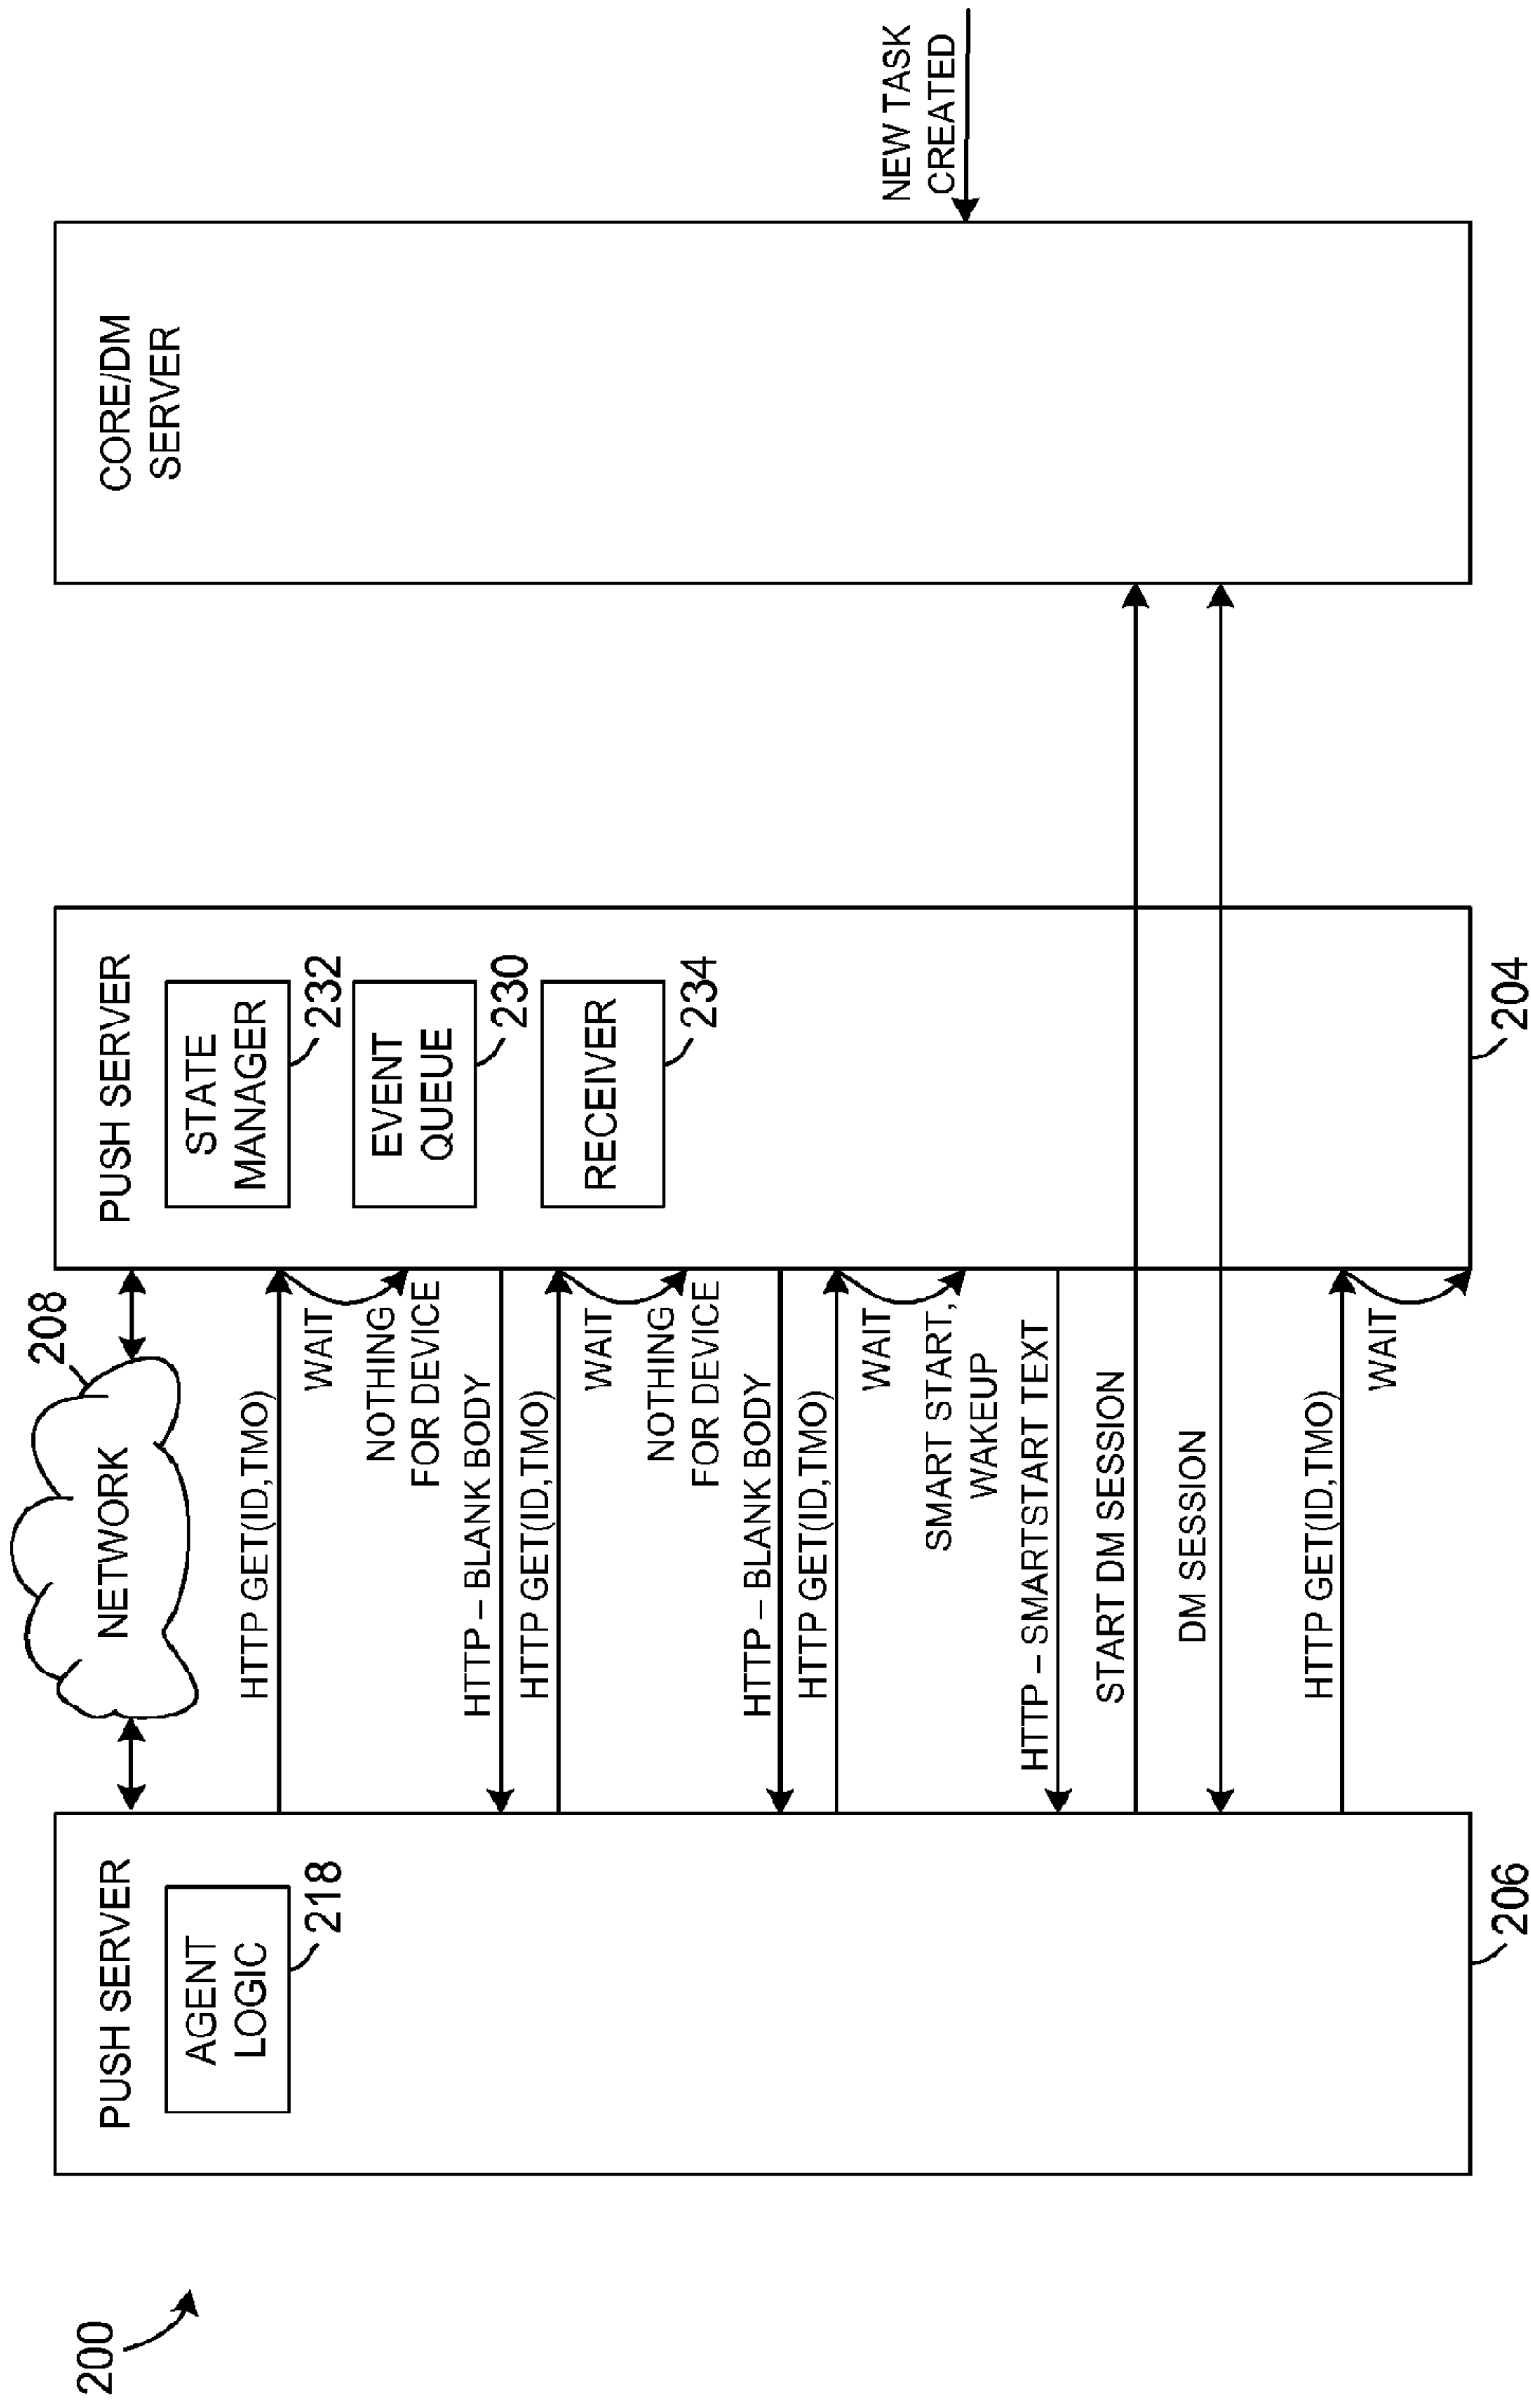 200
PUSH SERVER
AGENT
LOGIC
218
206
208
NETWORK
HTTP GET(ID,TMO)
WAIT
NOTHING
FOR DEVICE
HTTP – BLANK BODY
HTTP GET(ID,TMO)
WAIT
NOTHING
FOR DEVICE
HTTP – BLANK BODY
HTTP GET(ID,TMO)
WAIT
SMART START,
WAKEUP
HTTP – SMARTSTART TEXT
START DM SESSION
DM SESSION
HTTP GET(ID,TMO)
WAIT
PUSH SERVER
STATE
MANAGER
232
EVENT
QUEUE
230
RECEIVER
234
204
CORE/DM
SERVER
NEW TASK
CREATED